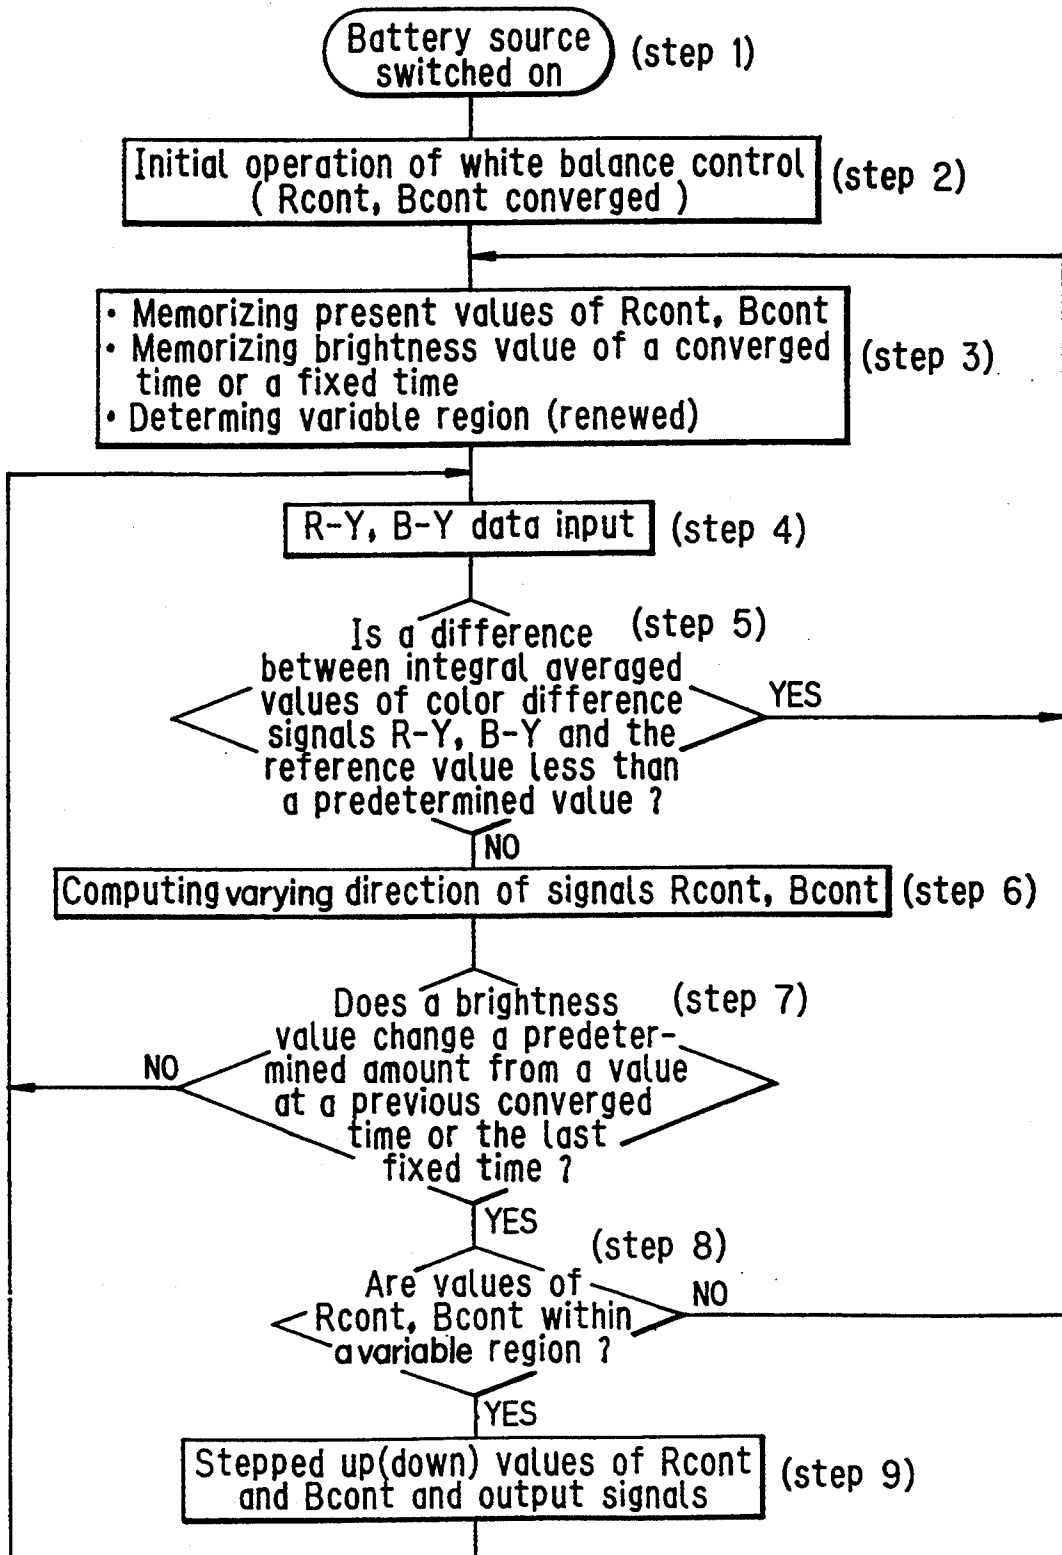 Battery source
switched on
(step 1)
Initial operation of white balance control
( Rcont, Bcont converged )
(step 2)
• Memorizing present values of Rcont, Bcont
• Memorizing brightness value of a converged
time or a fixed time
• Determing variable region (renewed)
(step 3)
R-Y, B-Y data input
(step 4)
Is a difference
between integral averaged
values of color difference
signals R-Y, B-Y and the
reference value less than
a predetermined value ?
(step 5)
YES
NO
Computing varying direction of signals Rcont, Bcont
(step 6)
Does a brightness
value change a predeter-
mined amount from a value
at a previous converged
time or the last
fixed time ?
(step 7)
NO
YES
(step 8)
Are values of
Rcont, Bcont within
a variable region ?
NO
YES
Stepped up(down) values of Rcont
and Bcont and output signals
(step 9)